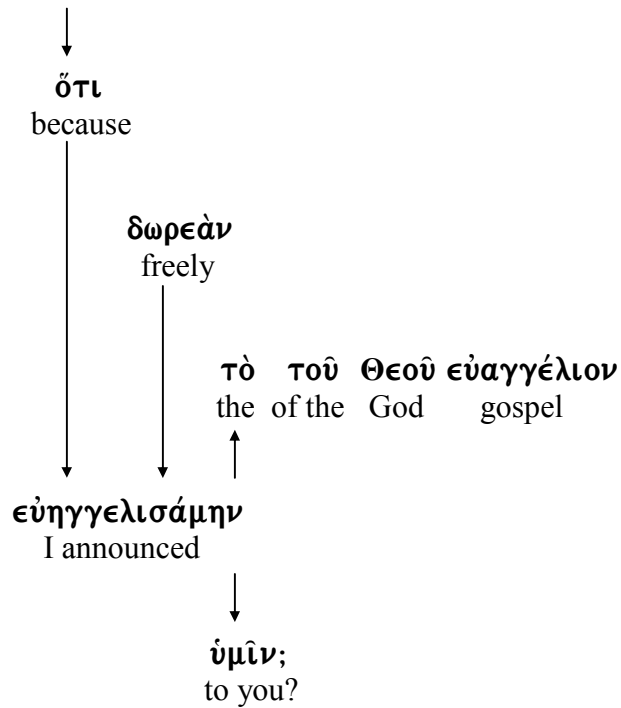 ὅτι
because
δωρεὰν
freely
τὸ τοῦ Θεοῦ εὐαγγέλιον
the of the God gospel
εὐηγγελισάμην
I announced
ὑμῖν;
to you?